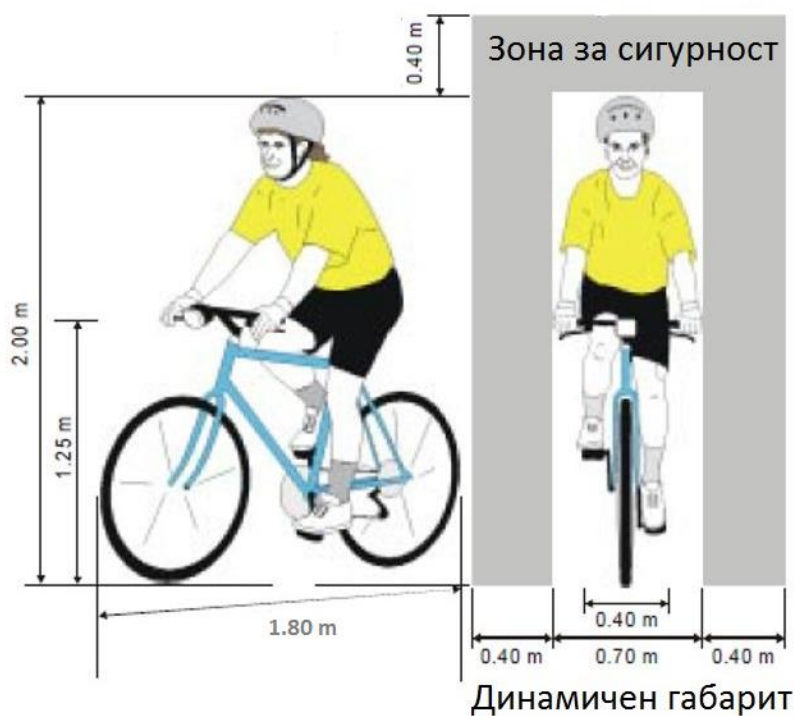 0.40 m
Зона за сигурност
2.00 m
1.25 m
1.80 m
0.40 m
0.40 m
0.70 m
0.40 m
Динамичен габарит